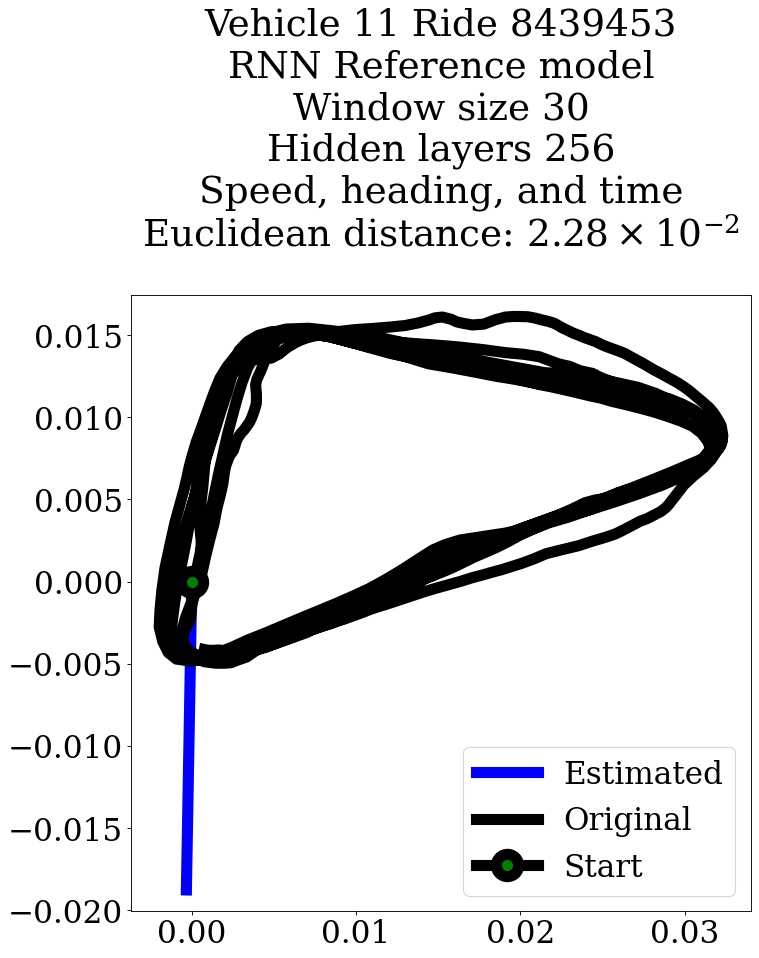 Vehicle 11 Ride 8439453
RNN Reference model
Window size 30
Hidden layers 256
Speed, heading, and time
Euclidean distance: 2.28 × 10⁻²
0.015
0.010
0.005
0.000
−0.005
−0.010
−0.015
−0.020
Estimated
Original
Start
0.00 0.01 0.02 0.03